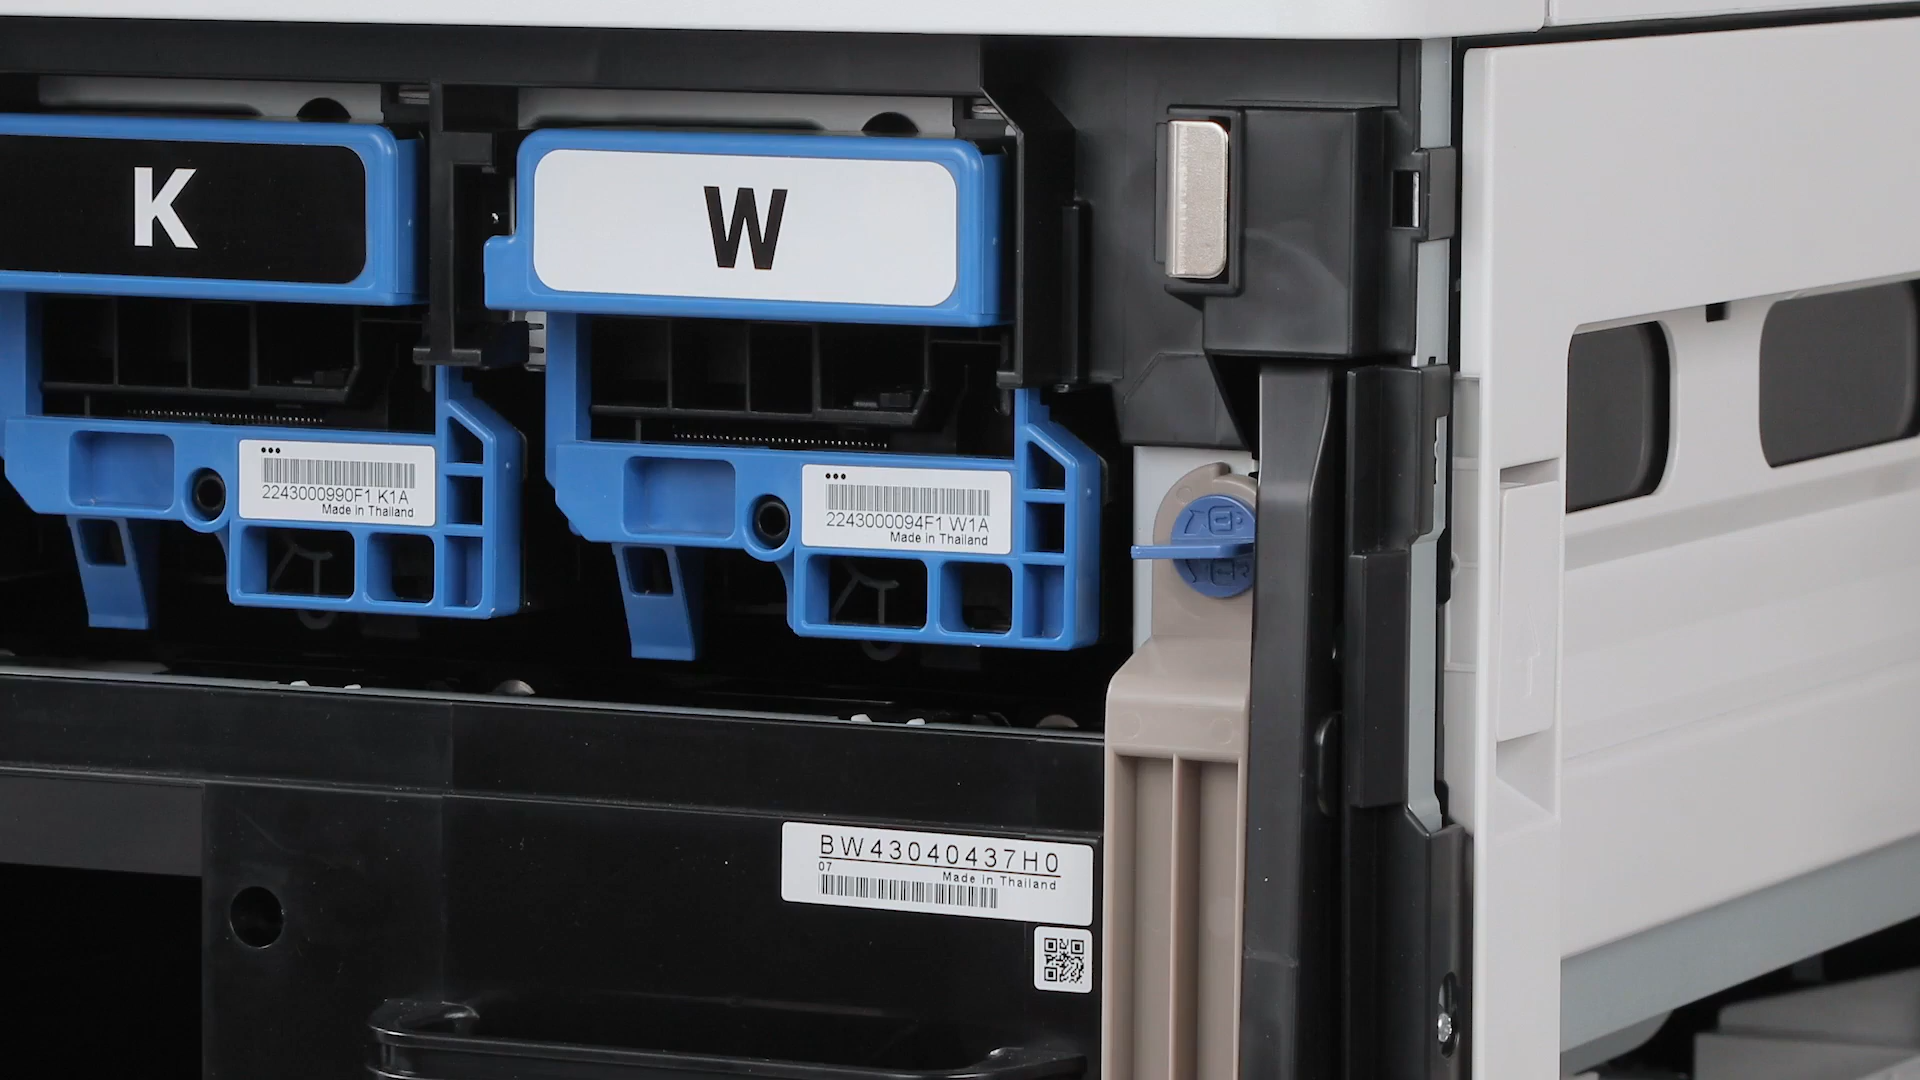 K
W
2243000990F1 K1A
Made in Thailand
2243000094F1 W1A
Made in Thailand
BW43040437H0
07
Made in Thailand